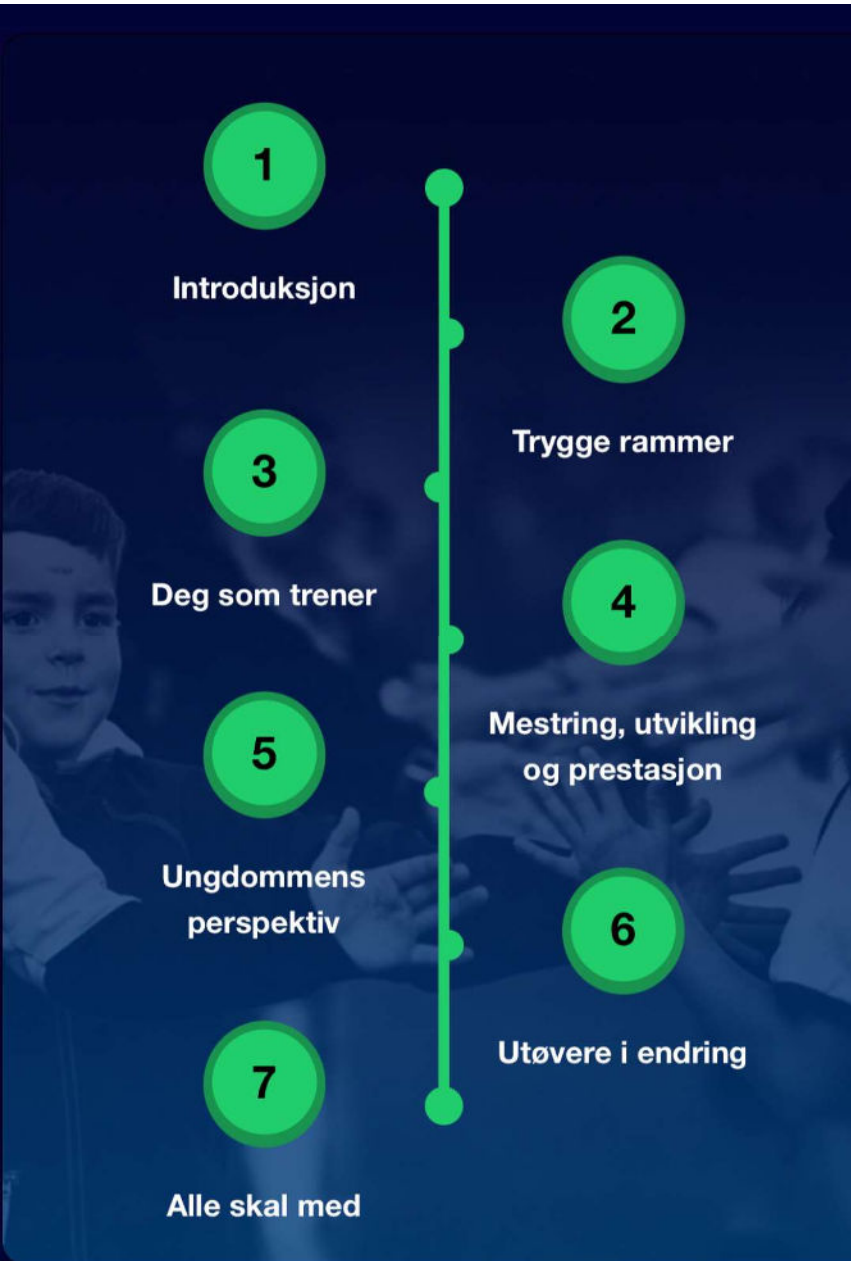 1
Introduksjon
2
Trygge rammer
3
Deg som trener
4
Mestring, utvikling
og prestasjon
5
Ungdommens
perspektiv
6
Utøvere i endring
7
Alle skal med